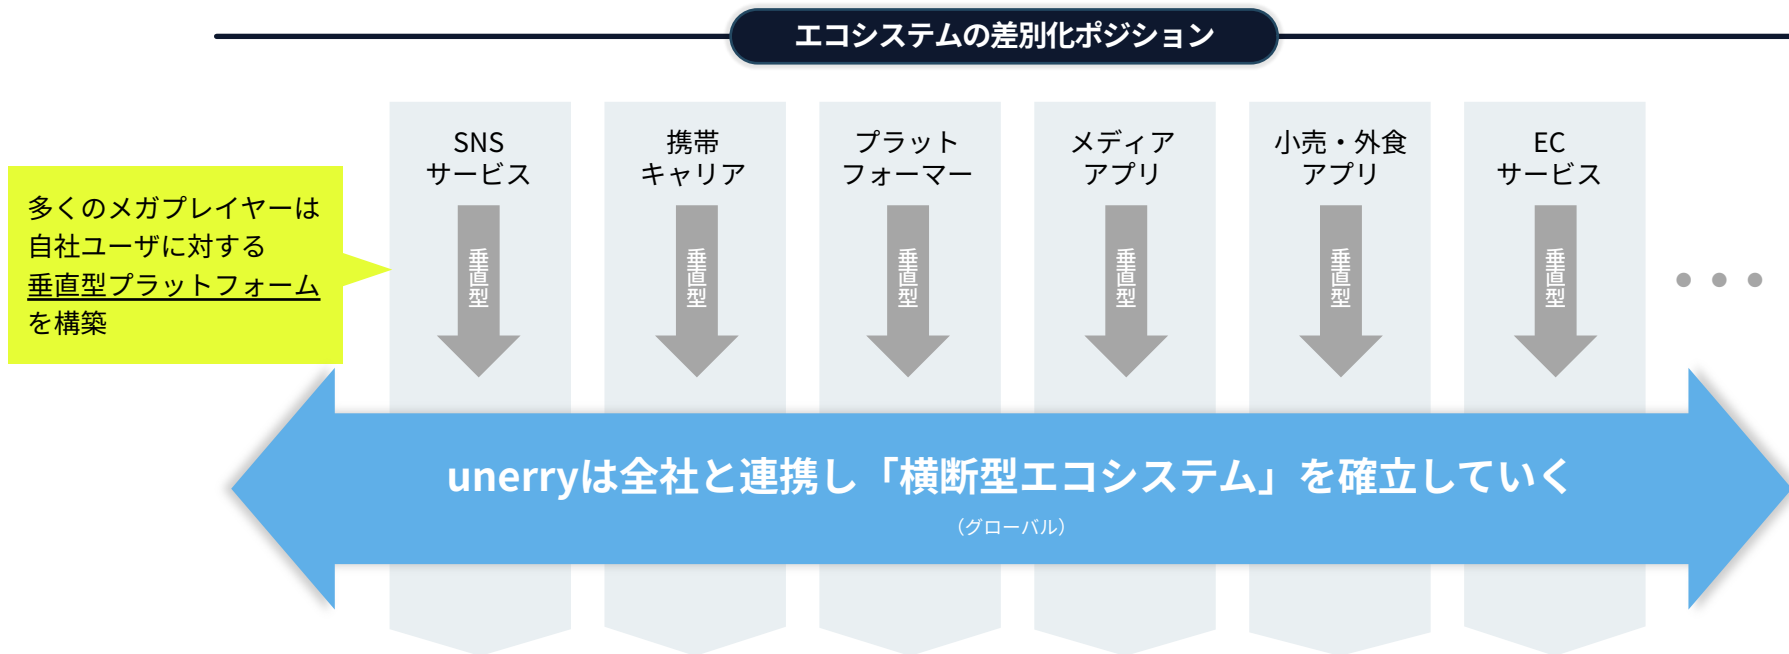 エコシステムの差別化ポジション
SNS
サービス
携帯
キャリア
プラット
フォーマー
メディア
アプリ
小売・外食
アプリ
EC
サービス
多くのメガプレイヤーは
自社ユーザに対する
垂直型プラットフォーム
を構築
垂直型
垂直型
垂直型
垂直型
垂直型
垂直型
・・・
unerryは全社と連携し「横断型エコシステム」を確立していく
（グローバル）